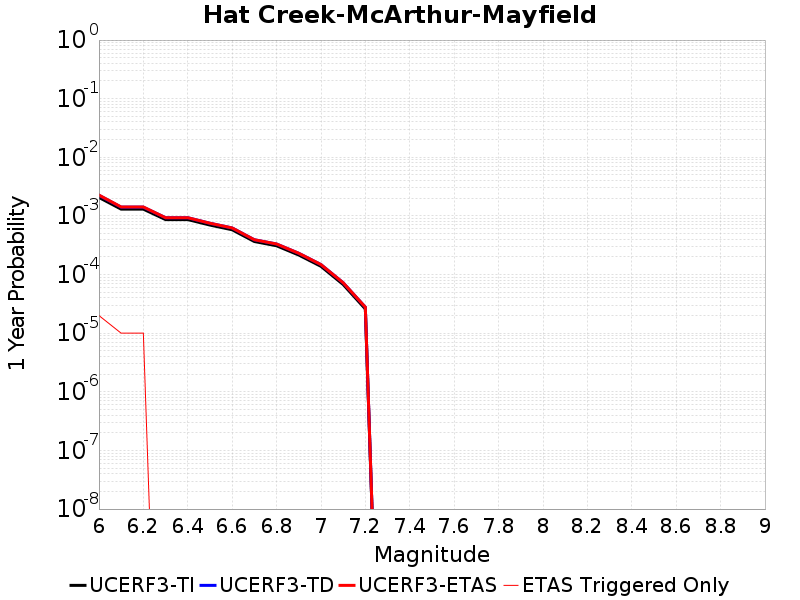 Hat Creek-McArthur-Mayfield
10^0
10^-1
10^-2
10^-3
10^-4
10^-5
10^-6
10^-7
10^-8
1 Year Probability
6 6.2 6.4 6.6 6.8 7 7.2 7.4 7.6 7.8 8 8.2 8.4 8.6 8.8 9
Magnitude
UCERF3-TI UCERF3-TD UCERF3-ETAS ETAS Triggered Only